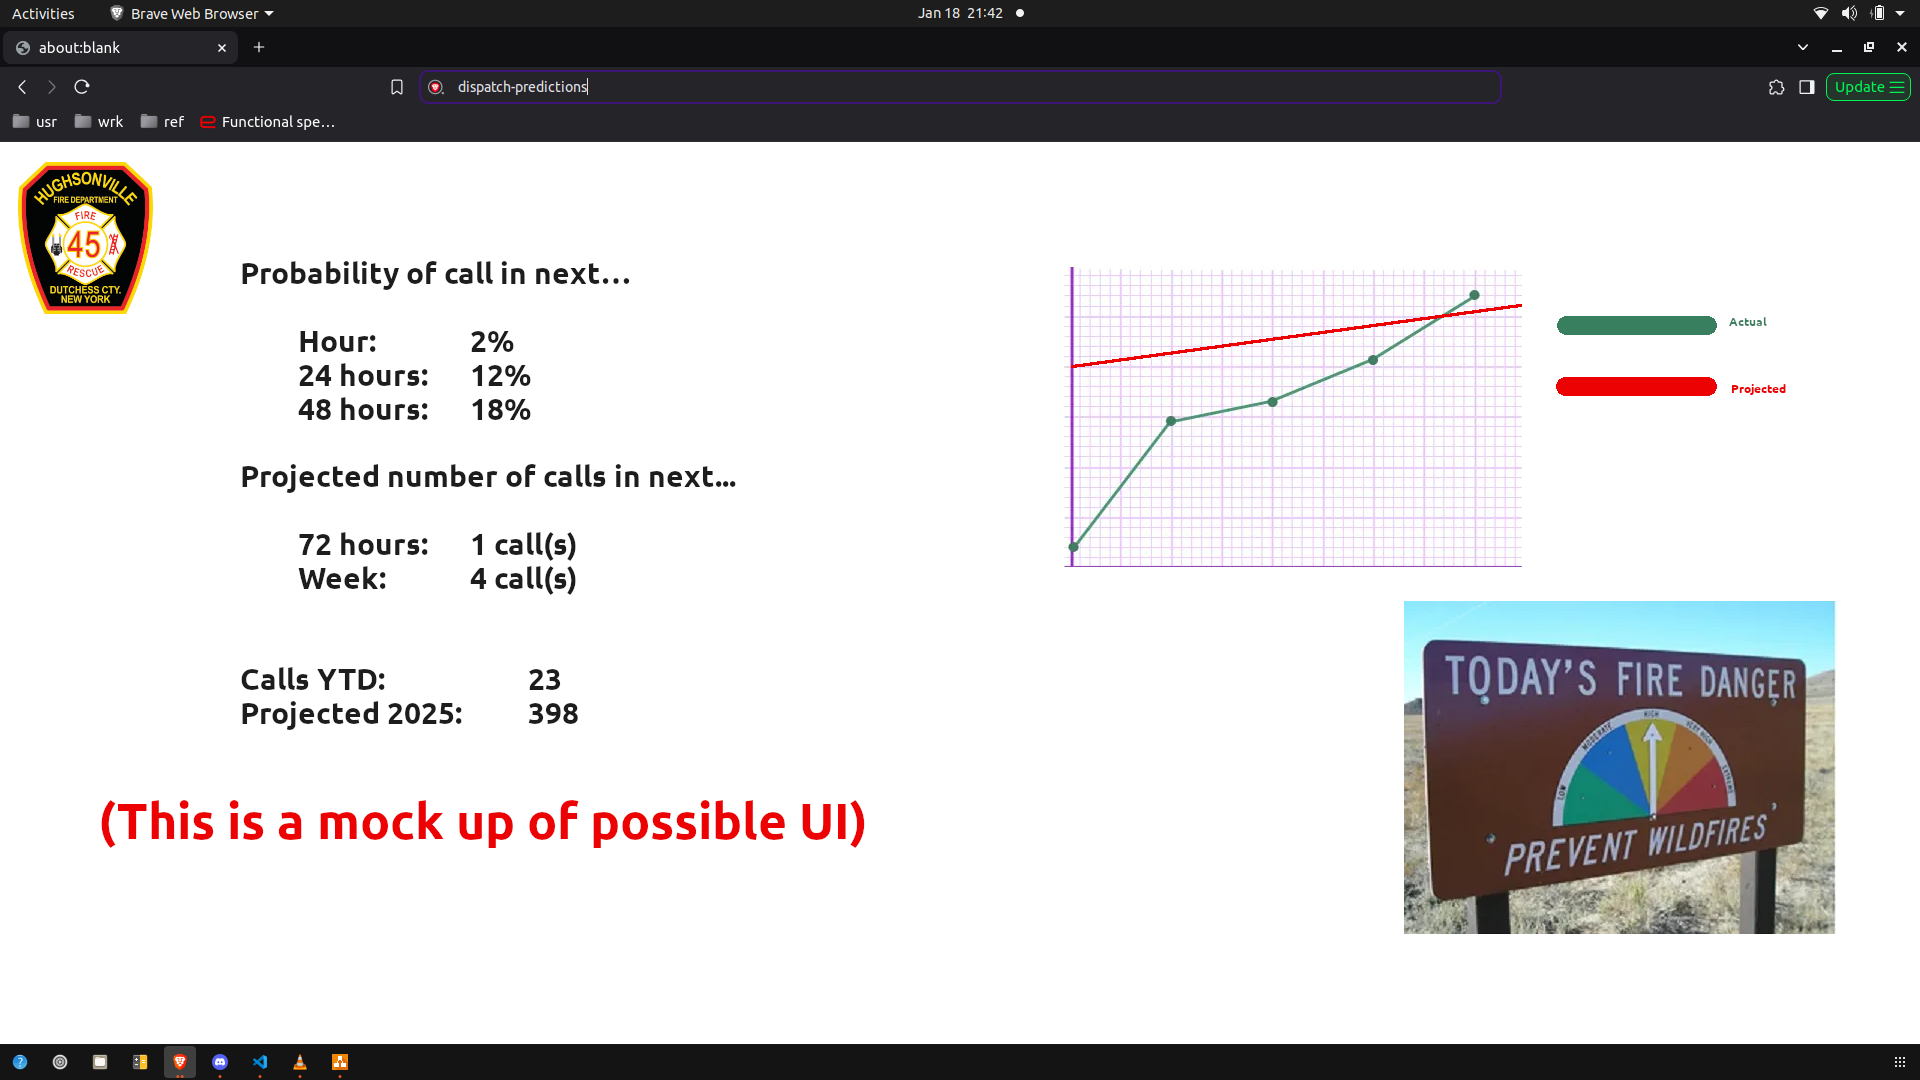 Activities
Brave Web Browser
Jan 18 21:42
about:blank
dispatch-predictions
Update
usr
wrk
ref
Functional spe…
HUGHSONVILLE
FIRE DEPARTMENT
FIRE
45
RESCUE
DUTCHESS CTY.
NEW YORK
Probability of call in next…
Hour: 2%
24 hours: 12%
48 hours: 18%
Projected number of calls in next...
72 hours: 1 call(s)
Week: 4 call(s)
Calls YTD: 23
Projected 2025: 398
(This is a mock up of possible UI)
Actual
Projected
TODAY'S FIRE DANGER
LOW
MODERATE
HIGH
VERY HIGH
EXTREME
PREVENT WILDFIRES